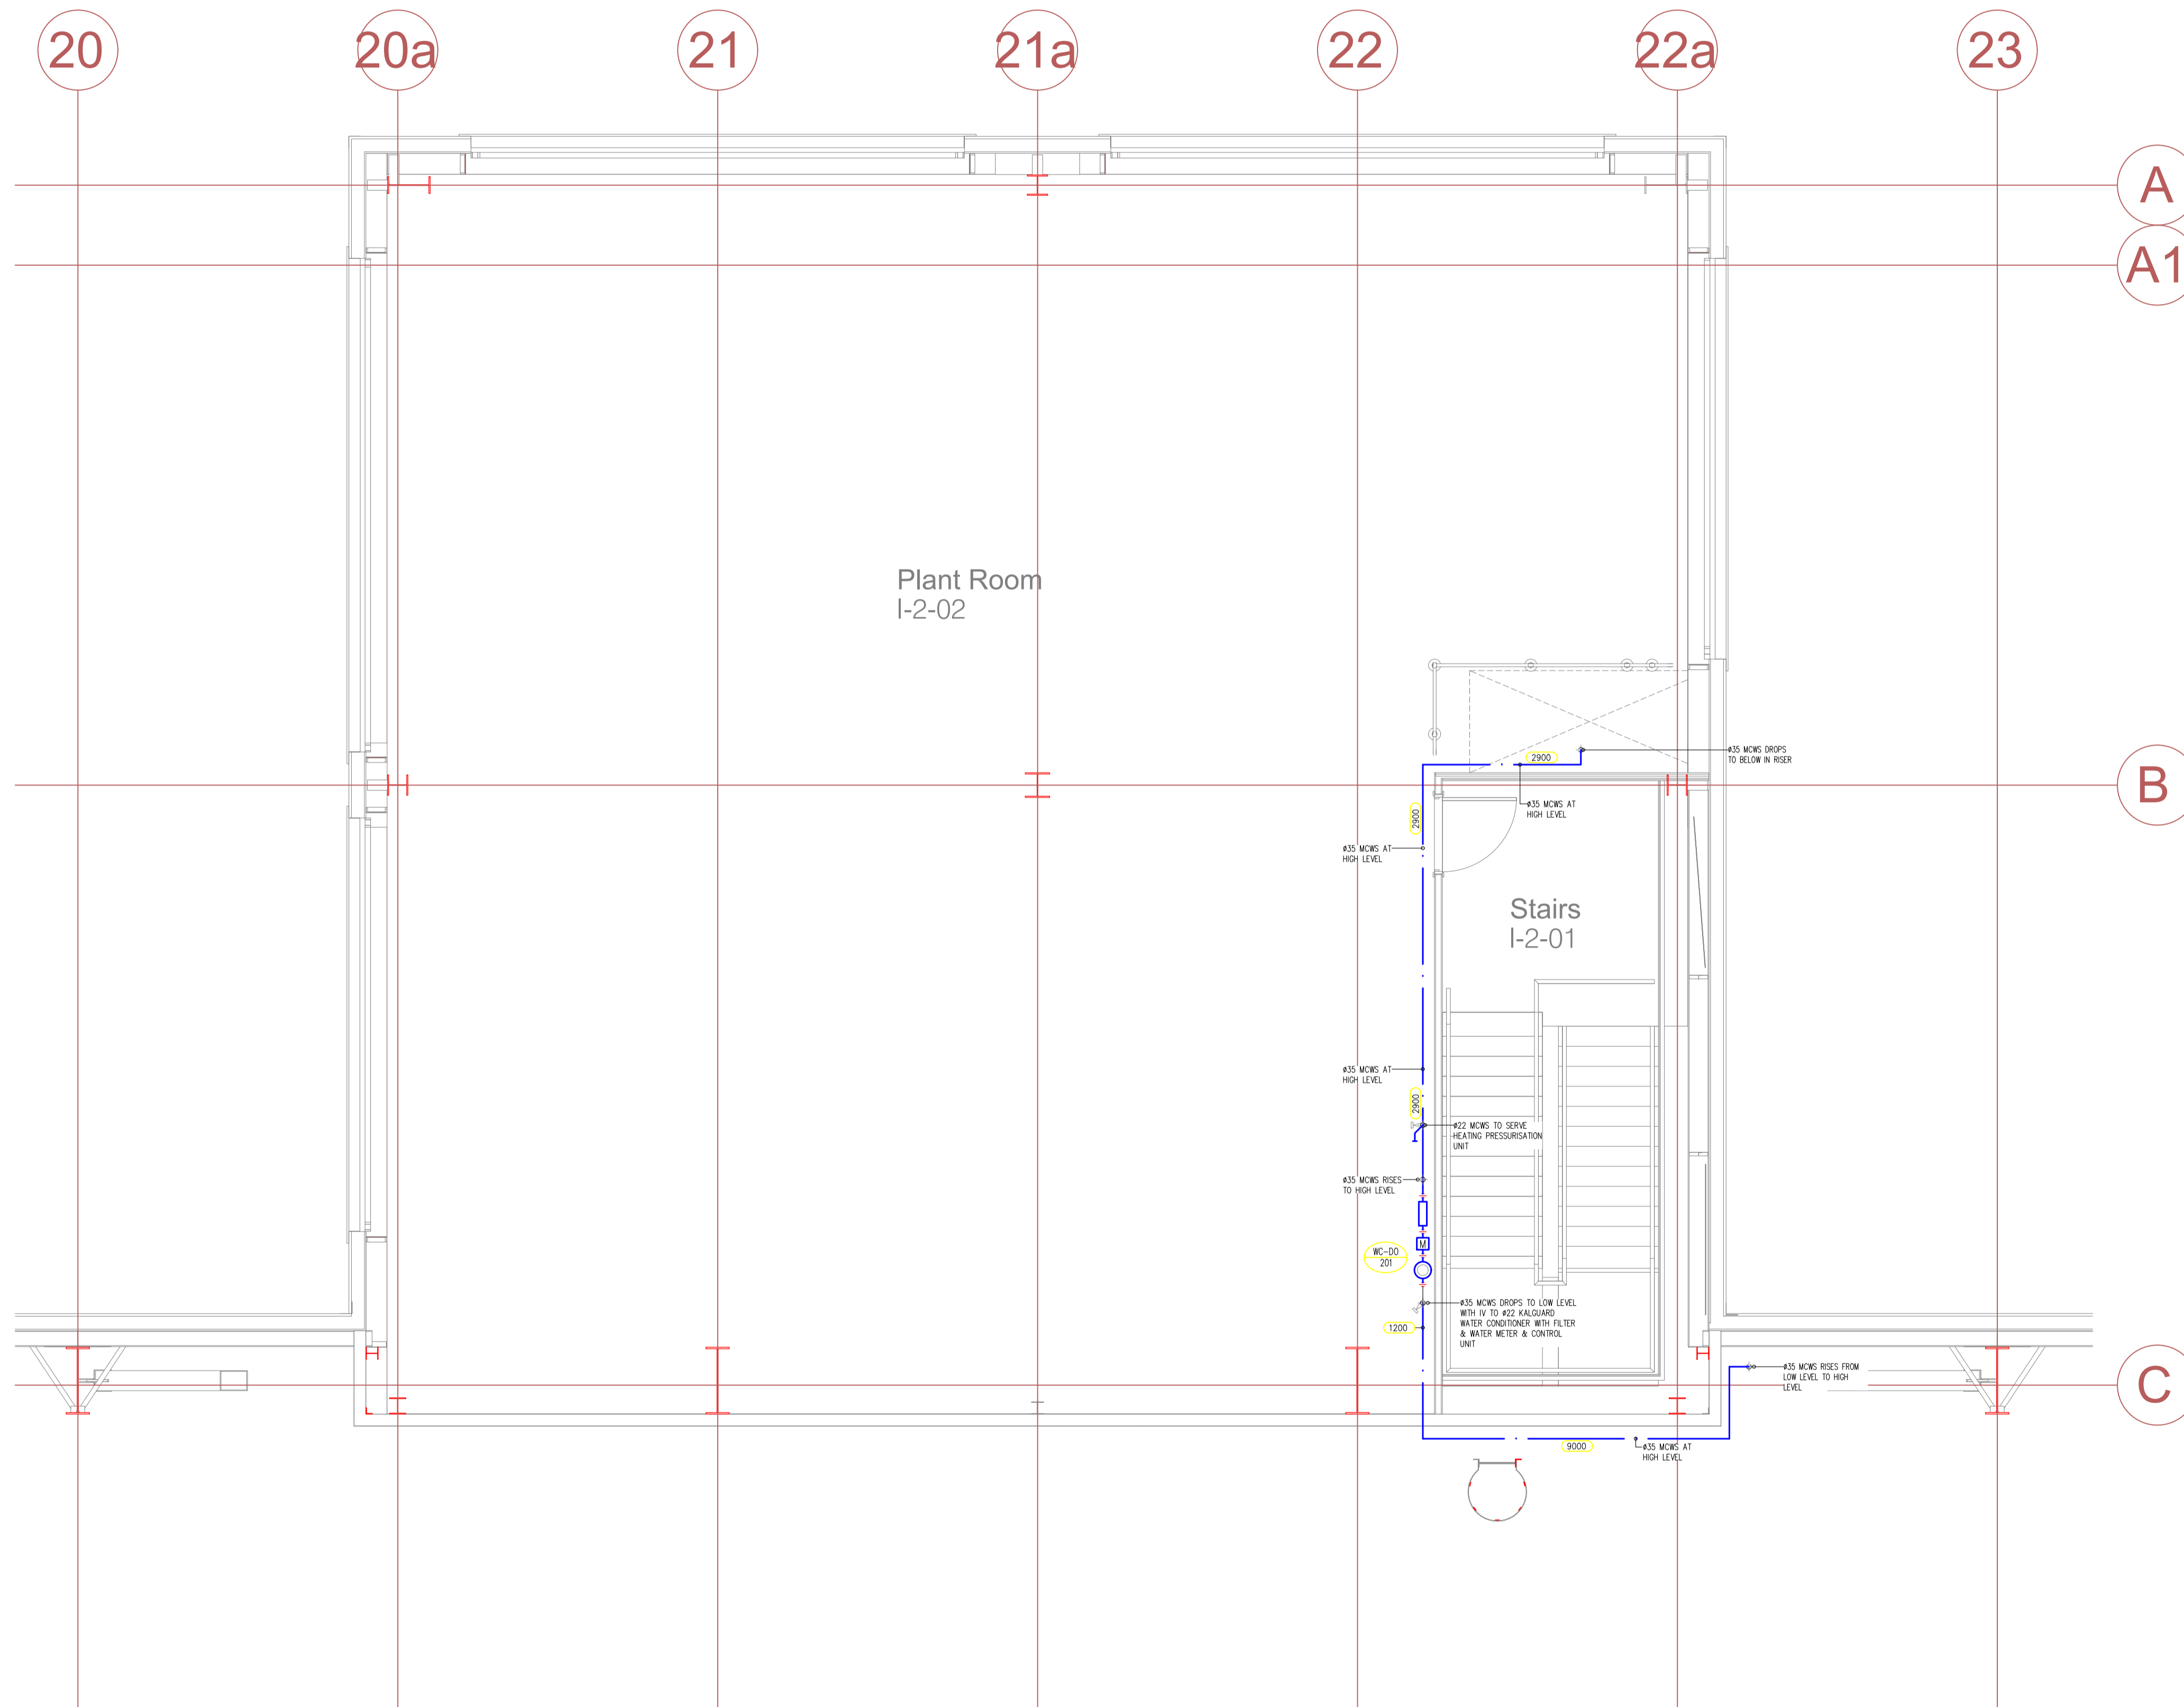 20
20a
21
21a
22
22a
23
A
A1
Plant Room
I-2-02
2900
ø35 MCWS DROPS
TO BELOW IN RISER
B
ø35 MCWS AT
HIGH LEVEL
2900
ø35 MCWS AT
HIGH LEVEL
Stairs
I-2-01
ø35 MCWS AT
HIGH LEVEL
2900
ø22 MCWS TO SERVE
HEATING PRESSURISATION
UNIT
ø35 MCWS RISES
TO HIGH LEVEL
M
WC-DO
201
ø35 MCWS DROPS TO LOW LEVEL
WITH IV TO ø22 KALGUARD
WATER CONDITIONER WITH FILTER
& WATER METER & CONTROL
UNIT
1200
ø35 MCWS RISES FROM
LOW LEVEL TO HIGH
LEVEL
C
9000
ø35 MCWS AT
HIGH LEVEL